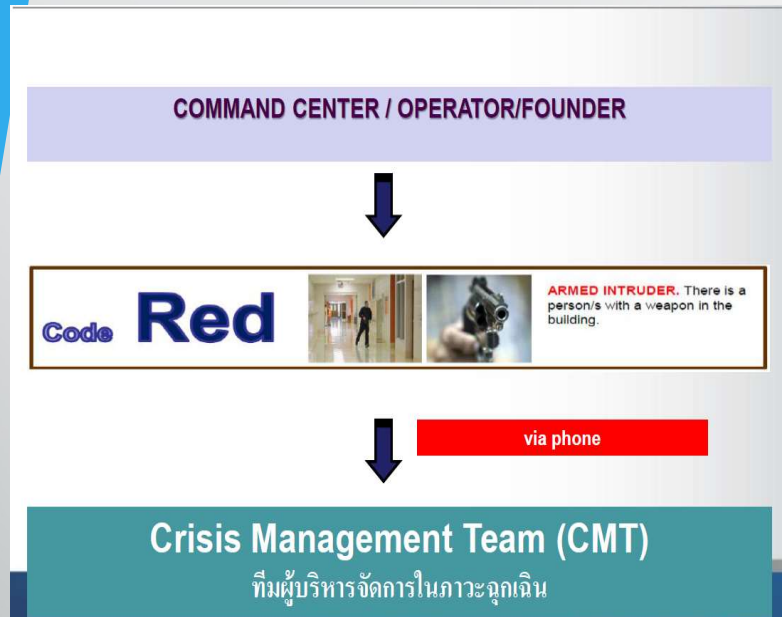 COMMAND CENTER / OPERATOR/FOUNDER
Code Red
ARMED INTRUDER. There is a
person/s with a weapon in the
building.
via phone
Crisis Management Team (CMT)
ทีมผู้บริหารจัดการในภาวะฉุกเฉิน